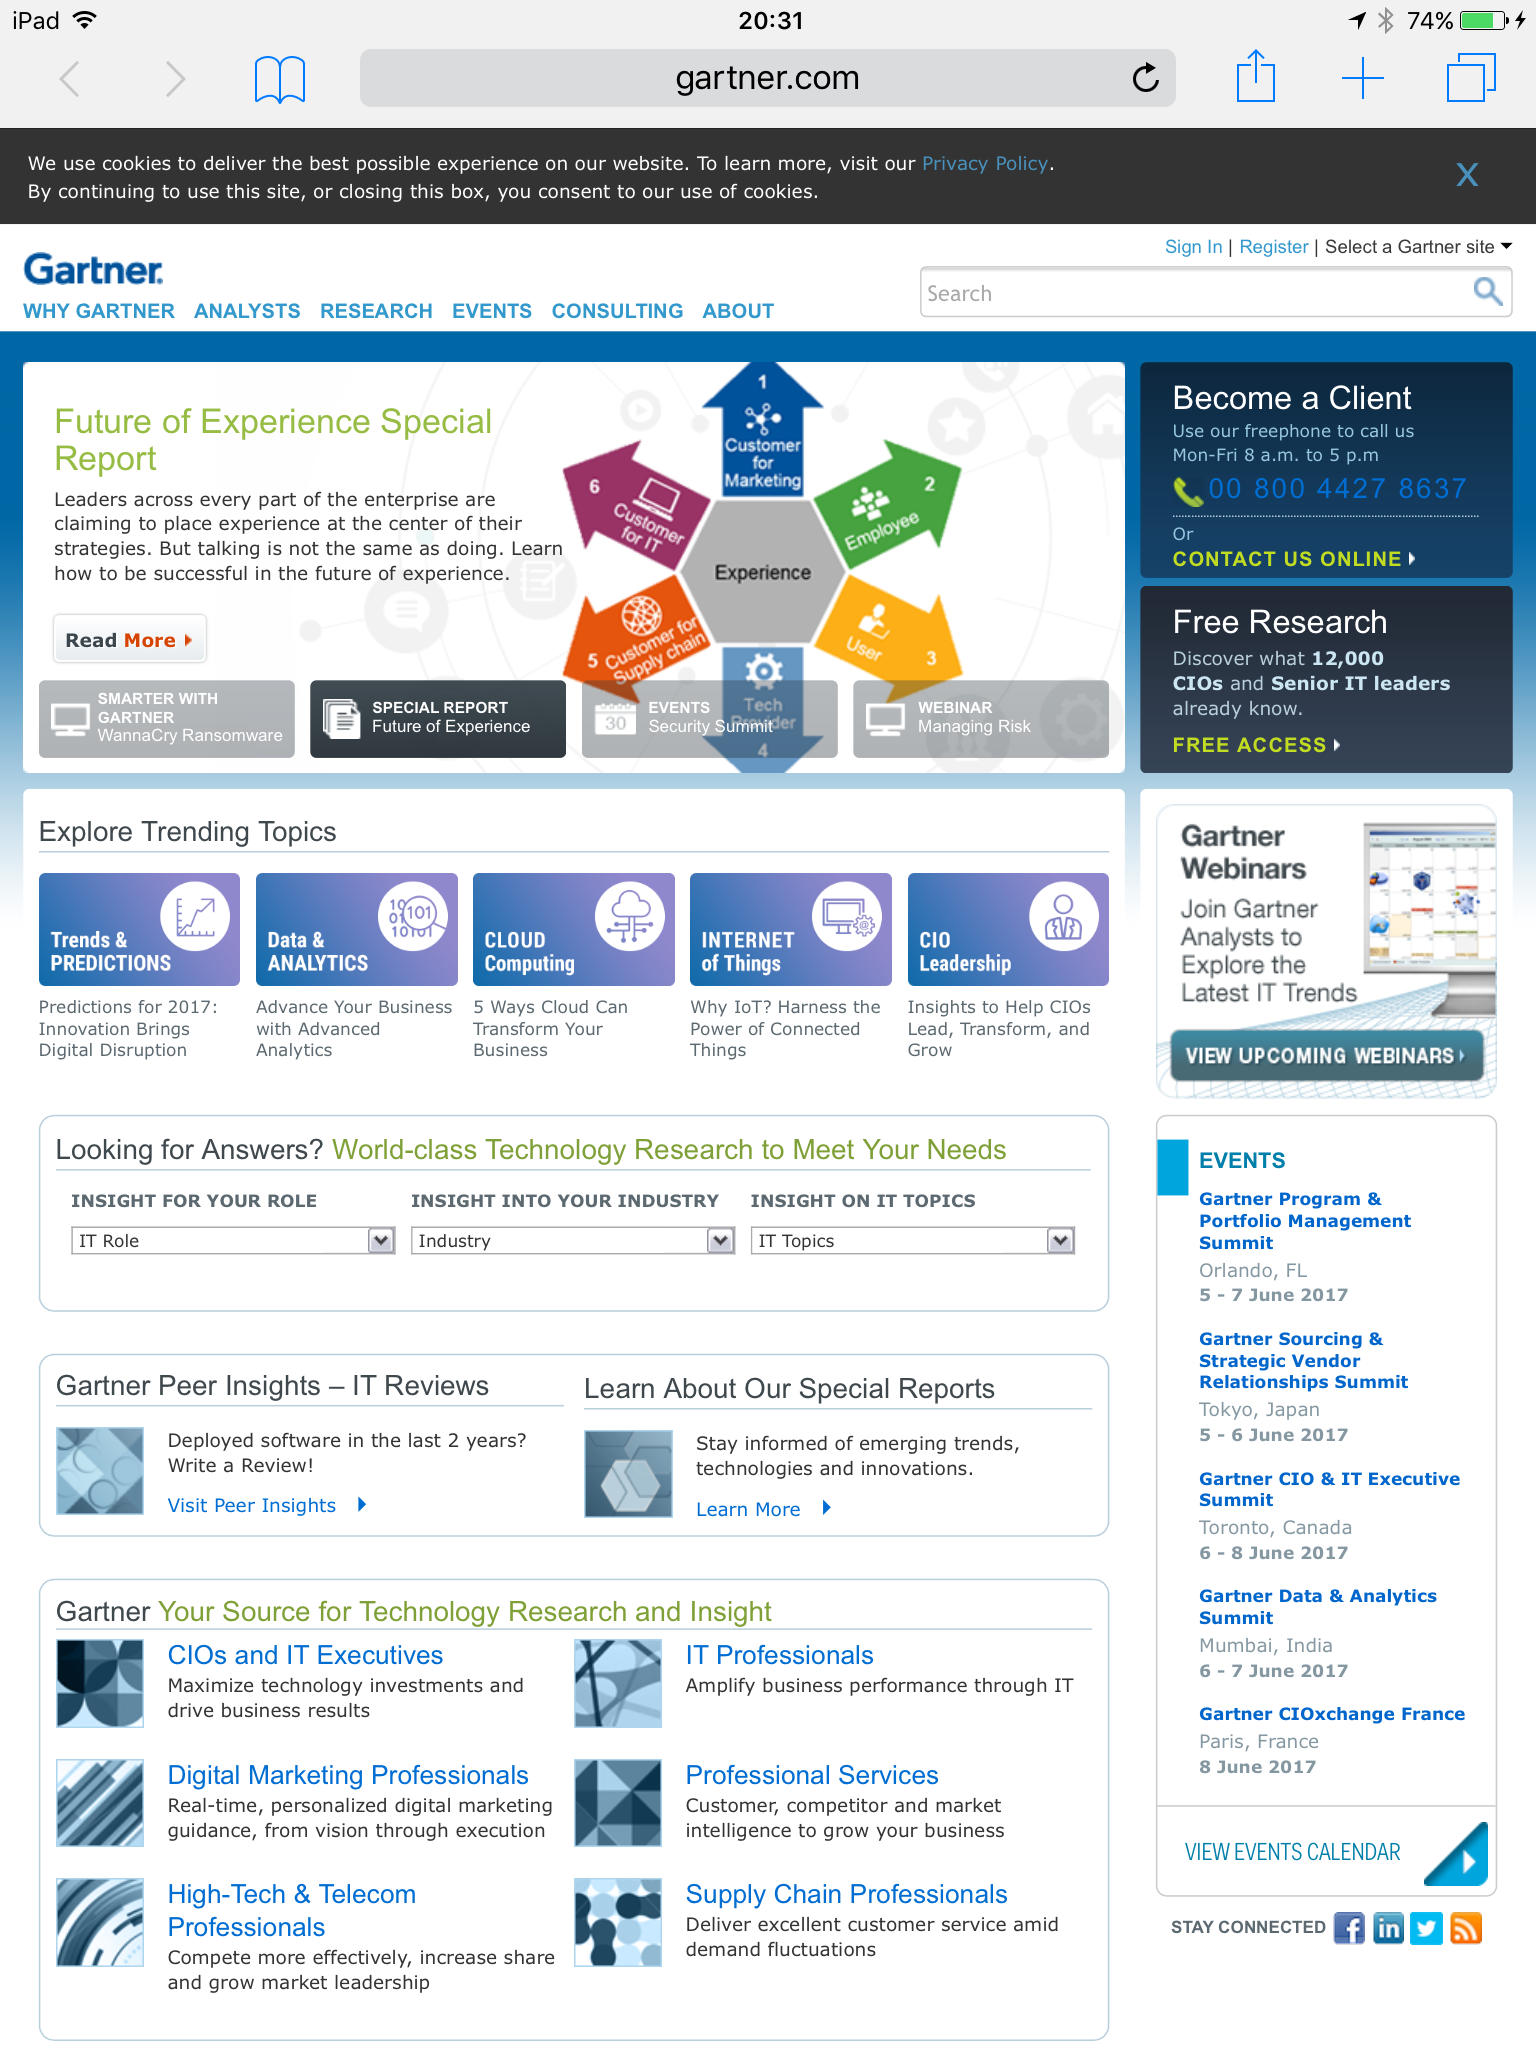 iPad
20:31
74%
gartner.com
We use cookies to deliver the best possible experience on our website. To learn more, visit our Privacy Policy.
By continuing to use this site, or closing this box, you consent to our use of cookies.
X
Sign In | Register | Select a Gartner site
Gartner.
Search
WHY GARTNER ANALYSTS RESEARCH EVENTS CONSULTING ABOUT
Future of Experience Special
Report
Leaders across every part of the enterprise are
claiming to place experience at the center of their
strategies. But talking is not the same as doing. Learn
how to be successful in the future of experience.
Read More
1
Customer
for
Marketing
2
Employee
3
User
Tech
Provider
4
5 Customer for
Supply chain
6
Customer
for IT
Experience
SMARTER WITH
GARTNER
WannaCry Ransomware
SPECIAL REPORT
Future of Experience
30
EVENTS
Security Summit
WEBINAR
Managing Risk
Become a Client
Use our freephone to call us
Mon-Fri 8 a.m. to 5 p.m
00 800 4427 8637
Or
CONTACT US ONLINE
Free Research
Discover what 12,000
CIOs and Senior IT leaders
already know.
FREE ACCESS
Explore Trending Topics
Trends &
PREDICTIONS
Predictions for 2017:
Innovation Brings
Digital Disruption
Data &
ANALYTICS
Advance Your Business
with Advanced
Analytics
CLOUD
Computing
5 Ways Cloud Can
Transform Your
Business
INTERNET
of Things
Why IoT? Harness the
Power of Connected
Things
CIO
Leadership
Insights to Help CIOs
Lead, Transform, and
Grow
Gartner
Webinars
Join Gartner
Analysts to
Explore the
Latest IT Trends
VIEW UPCOMING WEBINARS
Looking for Answers? World-class Technology Research to Meet Your Needs
INSIGHT FOR YOUR ROLE
IT Role
INSIGHT INTO YOUR INDUSTRY
Industry
INSIGHT ON IT TOPICS
IT Topics
Gartner Peer Insights – IT Reviews
Deployed software in the last 2 years?
Write a Review!
Visit Peer Insights
Learn About Our Special Reports
Stay informed of emerging trends,
technologies and innovations.
Learn More
Gartner Your Source for Technology Research and Insight
CIOs and IT Executives
Maximize technology investments and
drive business results
IT Professionals
Amplify business performance through IT
Digital Marketing Professionals
Real-time, personalized digital marketing
guidance, from vision through execution
Professional Services
Customer, competitor and market
intelligence to grow your business
High-Tech & Telecom
Professionals
Compete more effectively, increase share
and grow market leadership
Supply Chain Professionals
Deliver excellent customer service amid
demand fluctuations
EVENTS
Gartner Program &
Portfolio Management
Summit
Orlando, FL
5 - 7 June 2017
Gartner Sourcing &
Strategic Vendor
Relationships Summit
Tokyo, Japan
5 - 6 June 2017
Gartner CIO & IT Executive
Summit
Toronto, Canada
6 - 8 June 2017
Gartner Data & Analytics
Summit
Mumbai, India
6 - 7 June 2017
Gartner CIOxchange France
Paris, France
8 June 2017
VIEW EVENTS CALENDAR
STAY CONNECTED